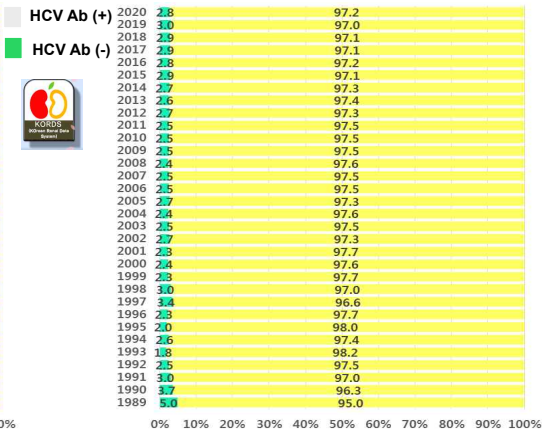 HCV Ab (+)
HCV Ab (-)
KORDS
(KOrean Renal Data
System)
2020 2.8 97.2
2019 3.0 97.0
2018 2.9 97.1
2017 2.9 97.1
2016 2.8 97.2
2015 2.9 97.1
2014 2.7 97.3
2013 2.6 97.4
2012 2.7 97.3
2011 2.5 97.5
2010 2.5 97.5
2009 2.5 97.5
2008 2.4 97.6
2007 2.5 97.5
2006 2.5 97.5
2005 2.7 97.3
2004 2.4 97.6
2003 2.5 97.5
2002 2.7 97.3
2001 2.3 97.7
2000 2.4 97.6
1999 2.3 97.7
1998 3.0 97.0
1997 3.4 96.6
1996 2.3 97.7
1995 2.0 98.0
1994 2.6 97.4
1993 1.8 98.2
1992 2.5 97.5
1991 3.0 97.0
1990 3.7 96.3
1989 5.0 95.0
0% 0% 10% 20% 30% 40% 50% 60% 70% 80% 90% 100%